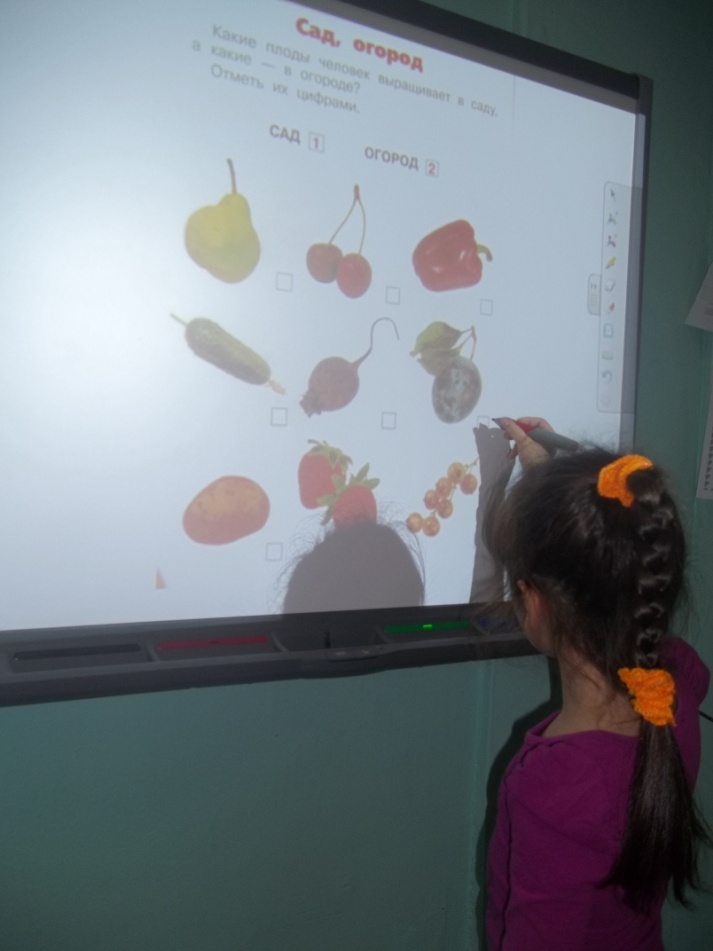 Сад, огород
Какие плоды человек выращивает в саду,
а какие — в огороде?
Отметь их цифрами.
САД 1
ОГОРОД 2